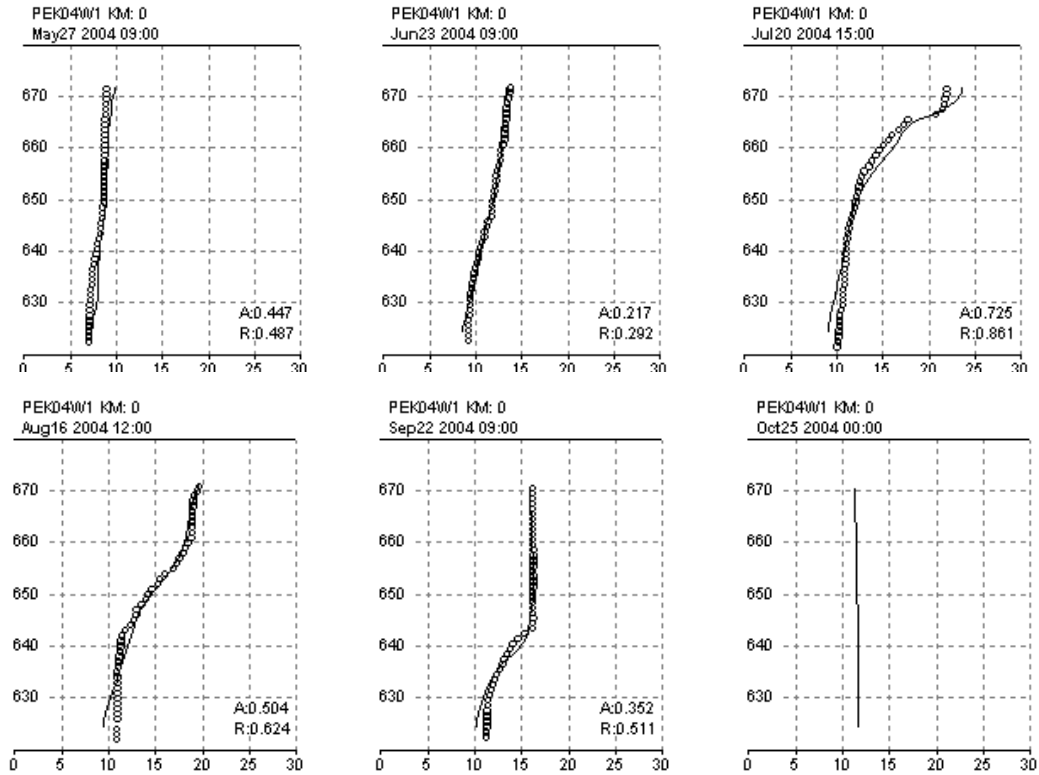 PEK04W1 KM: 0
May27 2004 09:00
670
660
650
640
630
A:0.447
R:0.487
0 5 10 15 20 25 30
PEK04W1 KM: 0
Jun23 2004 09:00
670
660
650
640
630
A:0.217
R:0.292
0 5 10 15 20 25 30
PEK04W1 KM: 0
Jul20 2004 15:00
670
660
650
640
630
A:0.725
R:0.861
0 5 10 15 20 25 30
PEK04W1 KM: 0
Aug16 2004 12:00
670
660
650
640
630
A:0.504
R:0.624
0 5 10 15 20 25 30
PEK04W1 KM: 0
Sep22 2004 09:00
670
660
650
640
630
A:0.352
R:0.511
0 5 10 15 20 25 30
PEK04W1 KM: 0
Oct25 2004 00:00
670
660
650
640
630
0 5 10 15 20 25 30